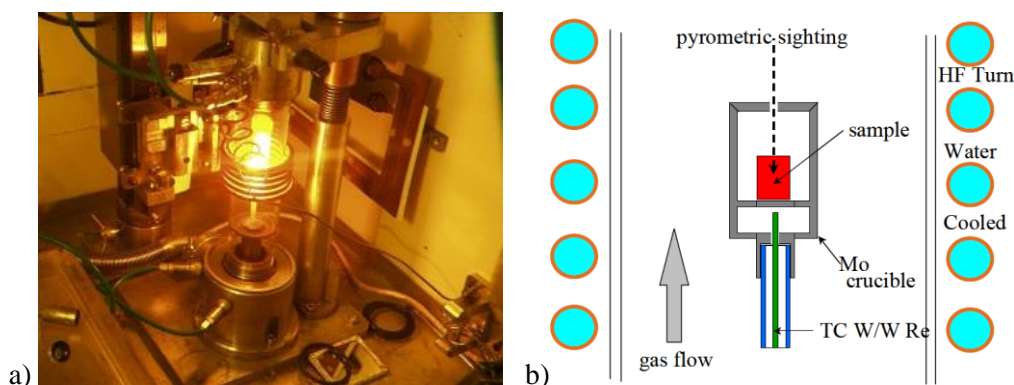 pyrometric sighting
HF Turn
sample
Water
Cooled
Mo
crucible
TC W/W Re
gas flow
a)
b)